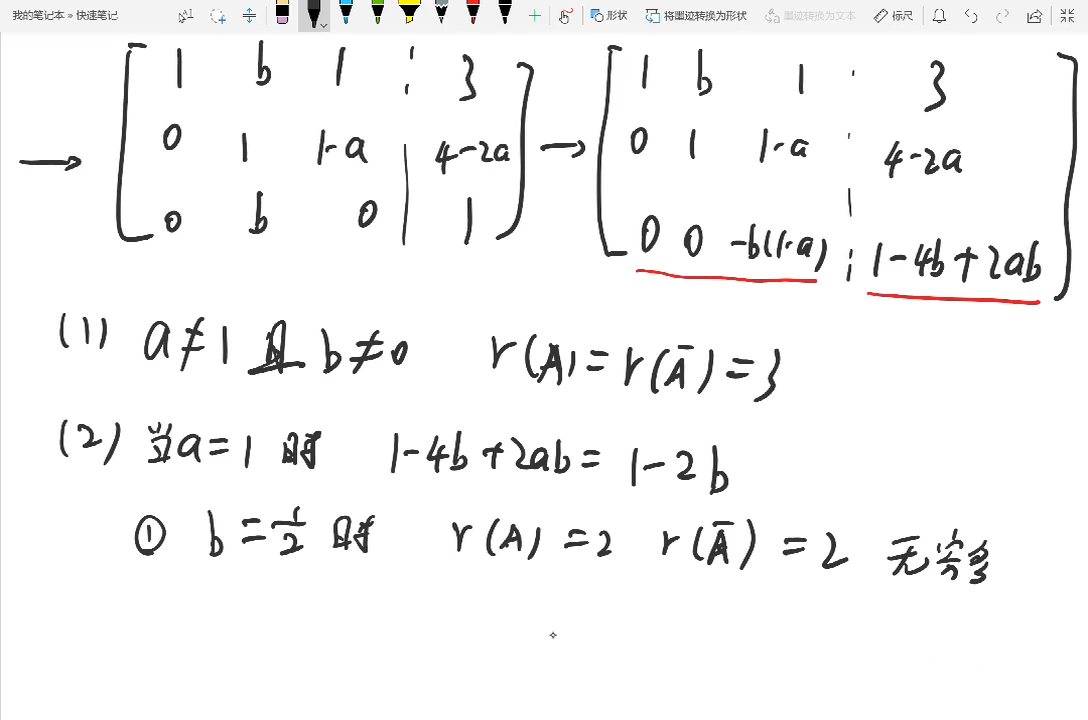 我的笔记本 » 快速笔记 形状 将墨迹转换为形状 墨迹转换为文本 标尺
1 b 1 ⋮ 3 1 b 1 ⋮ 3
→ 0 1 1-a | 4-2a → 0 1 1-a ⋮ 4-2a
0 b 0 | 1 0 0 -b(1-a) ⋮ 1-4b+2ab
(1) a≠1 且 b≠0 r(A)=r(Ā)=3
(2) 当a=1时 1-4b+2ab=1-2b
① b=1/2 时 r(A)=2 r(Ā)=2 无穷多